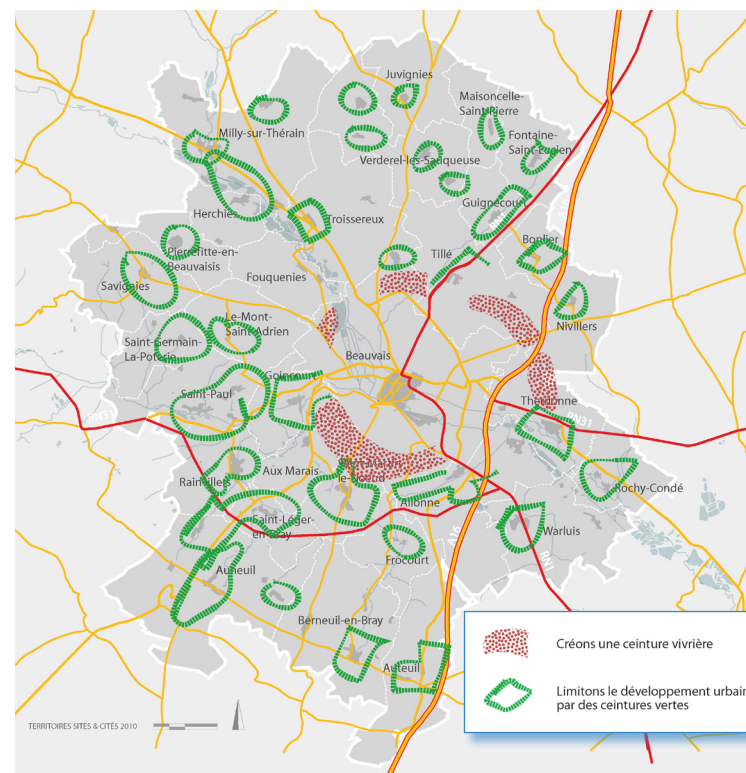 Juvignies
Maisoncelle-
Saint-Pierre
Milly-sur-Thérain
Fontaine-
Saint-Lucien
Verderel-les-Sauqueuse
Guignecourt
Herchies
Troissereux
Bonlier
Pierrefitte-en-
Beauvaisis
Tillé
Fouquenies
Savignies
Nivillers
Le-Mont-
Saint-Adrien
Saint-Germain-
La-Poterie
Beauvais
Goincourt
Saint-Paul
Therdonne
RN31
RN31
Aux Marais
Rainvillers
Rochy-Condé
Allonne
Saint-Léger-
en-Bray
Warluis
A16
Frocourt
Auneuil
Berneuil-en-Bray
Auteuil
Créons une ceinture vivrière
Limitons le développement urbain
par des ceintures vertes
TERRITOIRES SITES & CITÉS 2010